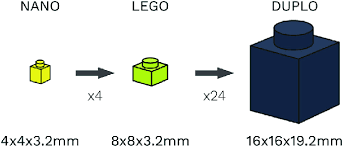 NANO LEGO DUPLO
x4 x24
4x4x3.2mm 8x8x3.2mm 16x16x19.2mm